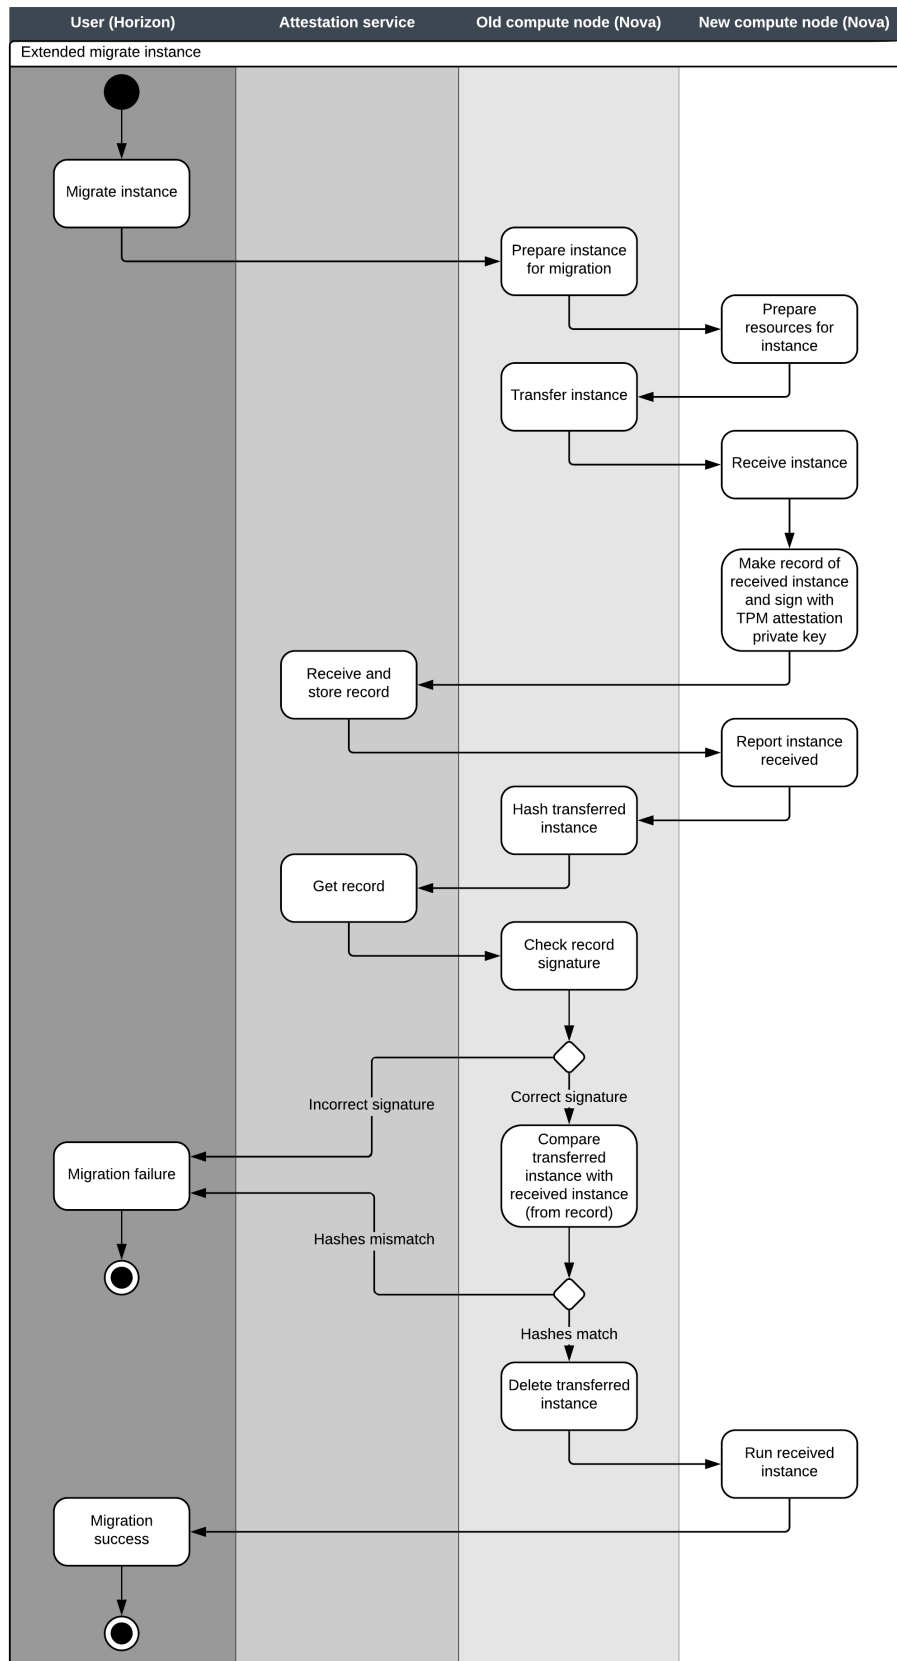 User (Horizon)
Attestation service
Old compute node (Nova)
New compute node (Nova)
Extended migrate instance
Migrate instance
Prepare instance
for migration
Prepare
resources for
instance
Transfer instance
Receive instance
Make record of
received instance
and sign with
TPM attestation
private key
Receive and
store record
Report instance
received
Hash transferred
instance
Get record
Check record
signature
Incorrect signature
Correct signature
Compare
transferred
instance with
received instance
(from record)
Migration failure
Hashes mismatch
Hashes match
Delete transferred
instance
Run received
instance
Migration
success